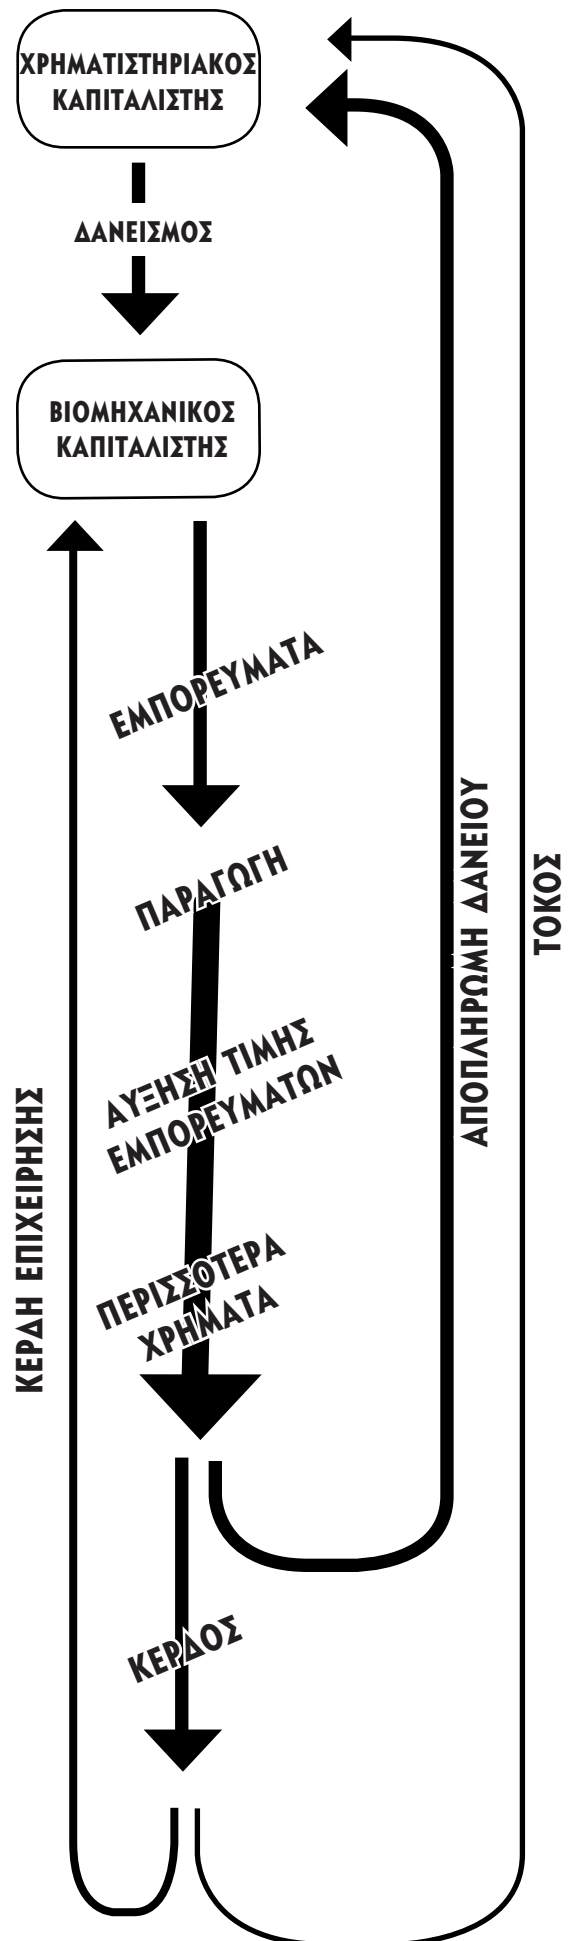 ΧΡΗΜΑΤΙΣΤΗΡΙΑΚΟΣ
ΚΑΠΙΤΑΛΙΣΤΗΣ
ΔΑΝΕΙΣΜΟΣ
ΒΙΟΜΗΧΑΝΙΚΟΣ
ΚΑΠΙΤΑΛΙΣΤΗΣ
ΕΜΠΟΡΕΥΜΑΤΑ
ΠΑΡΑΓΩΓΗ
ΑΥΞΗΣΗ ΤΙΜΗΣ
ΕΜΠΟΡΕΥΜΑΤΩΝ
ΠΕΡΙΣΣΟΤΕΡΑ
ΧΡΗΜΑΤΑ
ΚΕΡΔΟΣ
ΚΕΡΔΗ ΕΠΙΧΕΙΡΗΣΗΣ
ΑΠΟΠΛΗΡΩΜΗ ΔΑΝΕΙΟΥ
ΤΟΚΟΣ